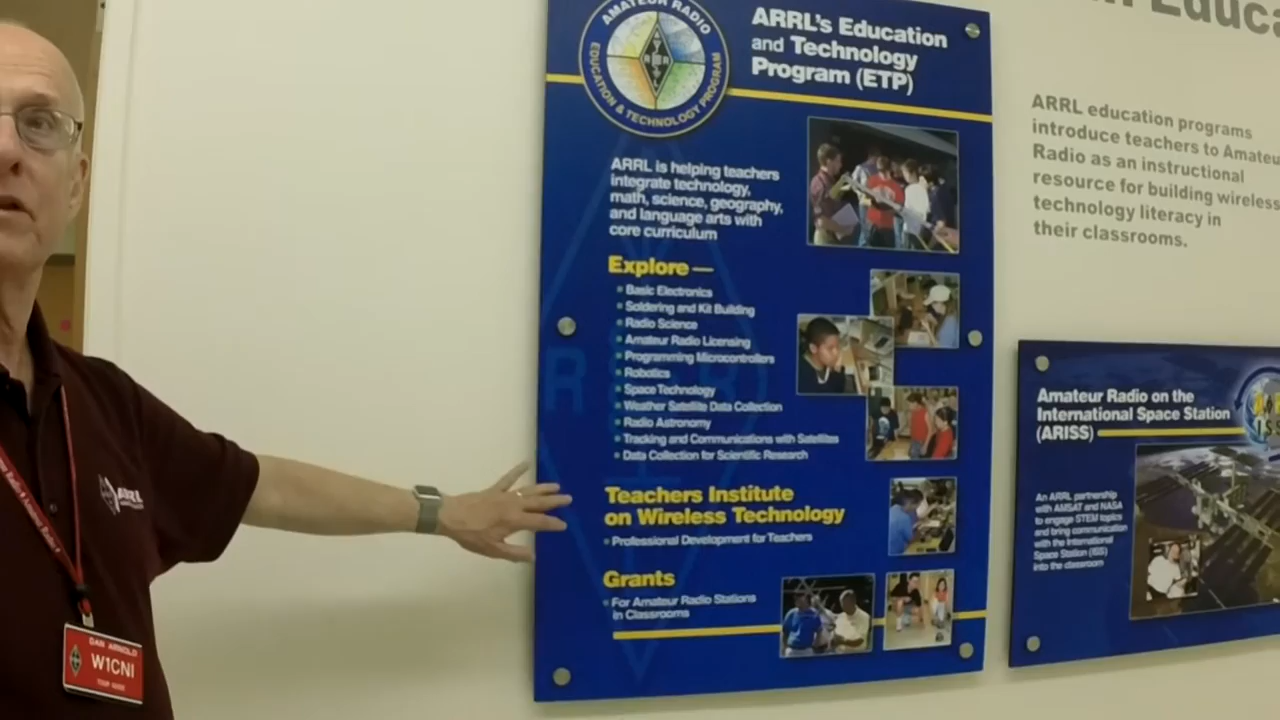 AMATEUR RADIO
EDUCATION & TECHNOLOGY PROGRAM
ARRL
ARRL's Education
and Technology
Program (ETP)
ARRL is helping teachers
integrate technology,
math, science, geography,
and language arts with
core curriculum
Explore—
Basic Electronics
Soldering and Kit Building
Radio Science
Amateur Radio Licensing
Programming Microcontrollers
Robotics
Space Technology
Weather Satellite Data Collection
Radio Astronomy
Tracking and Communications with Satellites
Data Collection for Scientific Research
Teachers Institute
on Wireless Technology
Professional Development for Teachers
Grants
For Amateur Radio Stations
in Classrooms
Educa
ARRL education programs
introduce teachers to Amateu
Radio as an instructional
resource for building wireless
technology literacy in
their classrooms.
Amateur Radio on the
International Space Station
(ARISS)
An ARRL partnership
with AMSAT and NASA
to engage STEM topics
and bring communication
with the International
Space Station (ISS)
into the classroom
ARRL
DAN ARNOLD
W1CNI
TOUR GUIDE